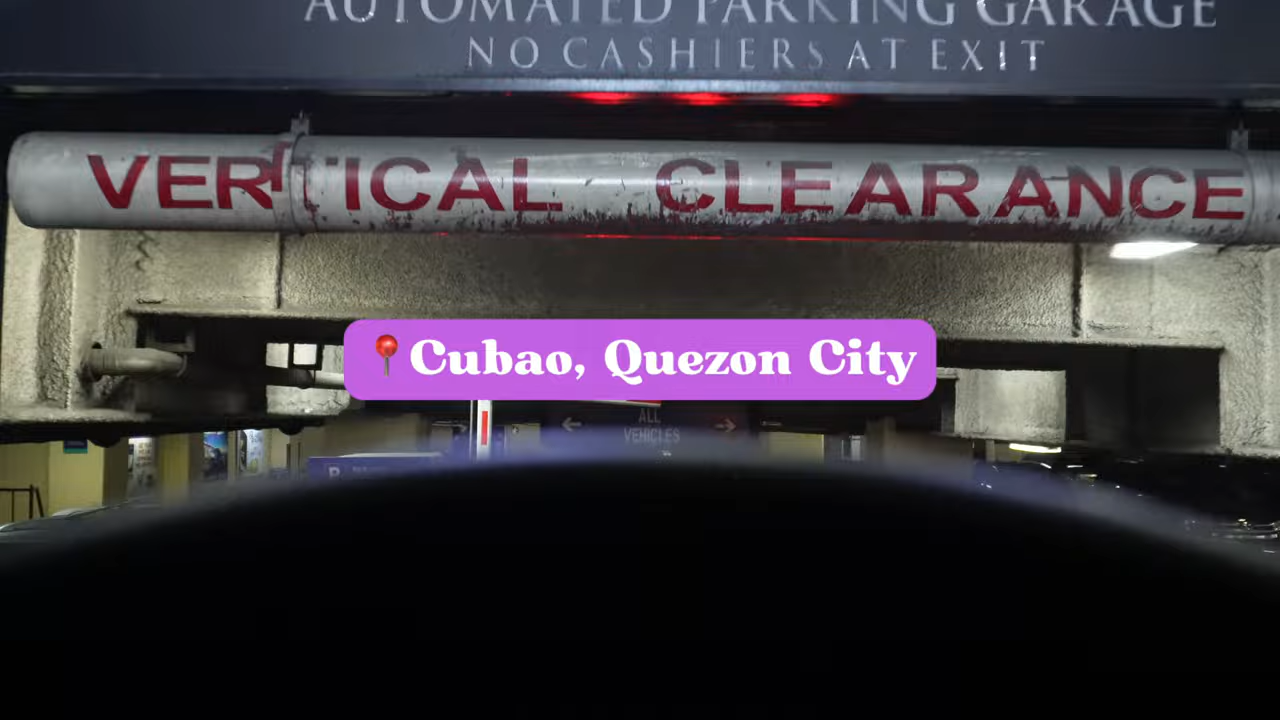 AUTOMATED PARKING GARAGE
NO CASHIERS AT EXIT
VERTICAL CLEARANCE
📍Cubao, Quezon City
ALL
VEHICLES
P